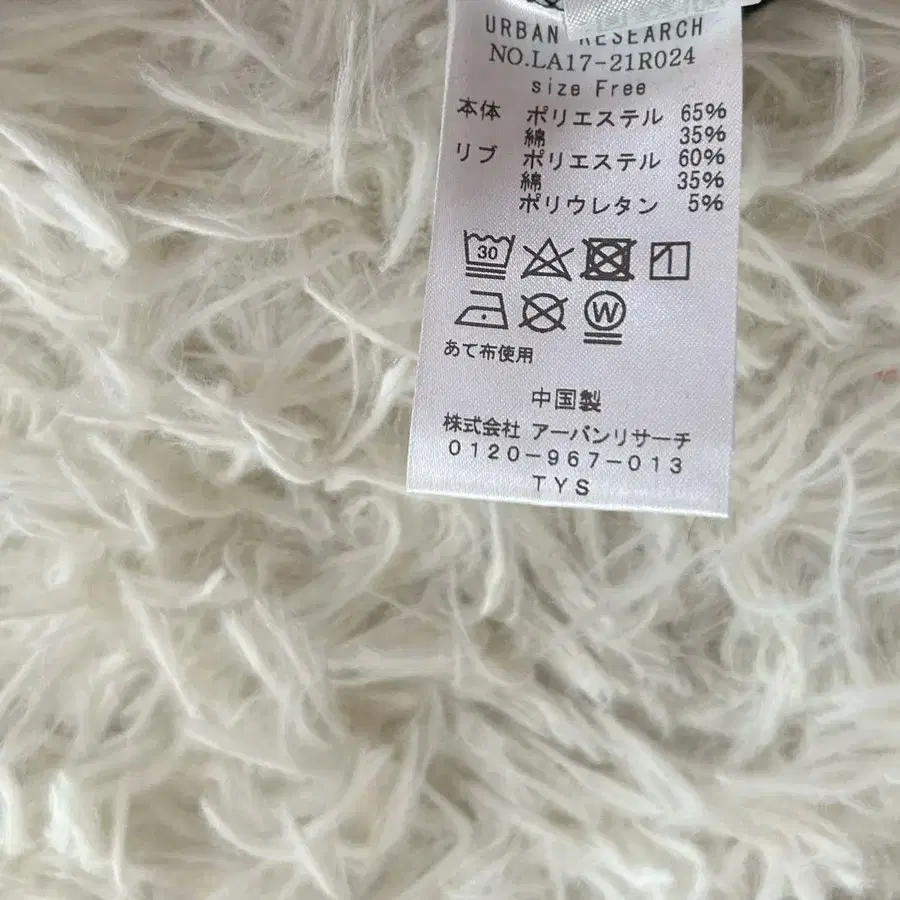 URBAN RESEARCH
NO.LA17-21R024
size Free
本体 ポリエステル 65%
綿 35%
リブ ポリエステル 60%
綿 35%
ポリウレタン 5%
30
W
あて布使用
中国製
株式会社 アーバンリサーチ
0120-967-013
TYS